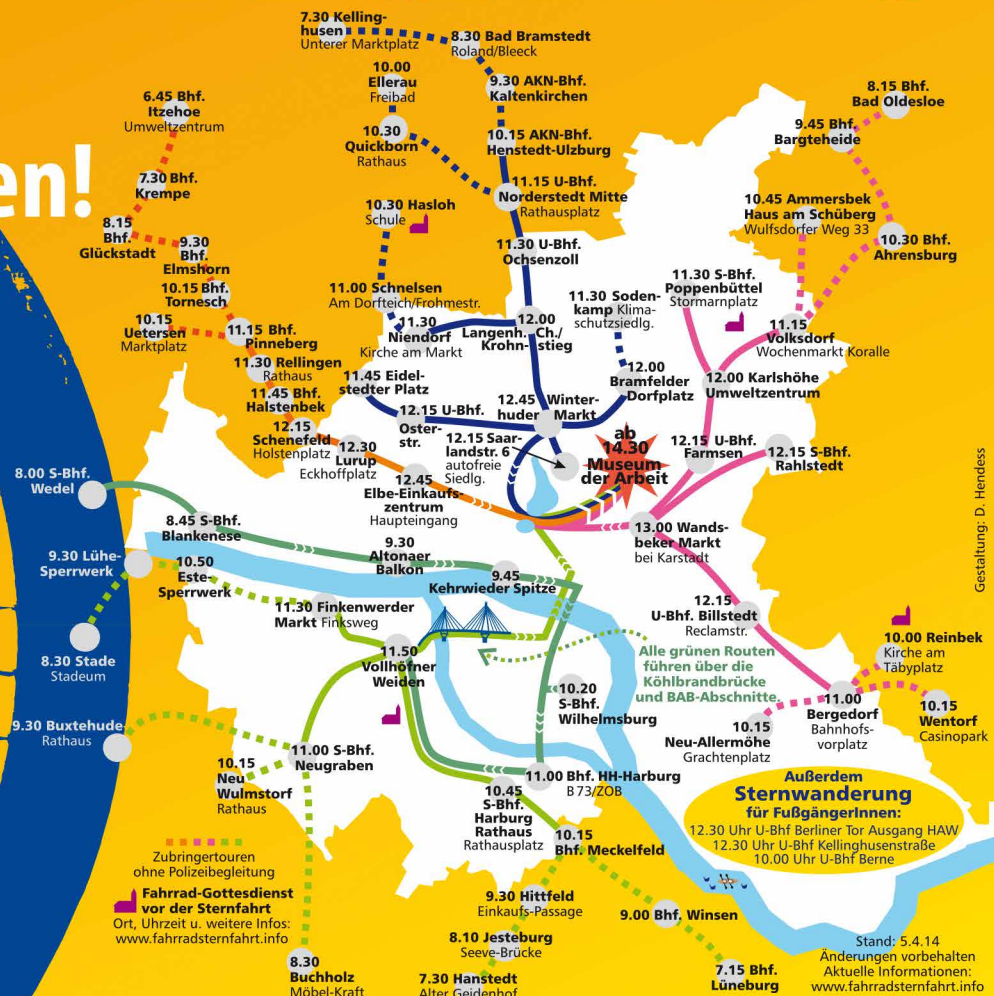 7.30 Kelling-
husen
Unterer Marktplatz
8.30 Bad Bramstedt
Roland/Bleeck
10.00
Ellerau
Freibad
9.30 AKN-Bhf.
Kaltenkirchen
6.45 Bhf.
Itzehoe
Umweltzentrum
8.15 Bhf.
Bad Oldesloe
9.45 Bhf.
Bargteheide
10.30
Quickborn
Rathaus
10.15 AKN-Bhf.
Henstedt-Ulzburg
en!
7.30 Bhf.
Krempe
11.15 U-Bhf.
Norderstedt Mitte
Rathausplatz
10.45 Ammersbek
Haus am Schüberg
Wulfsdorfer Weg 33
10.30 Hasloh
Schule
8.15
Bhf.
Glückstadt
9.30
Bhf.
Elmshorn
11.30 U-Bhf.
Ochsenzoll
10.30 Bhf.
Ahrensburg
10.15 Bhf.
Tornesch
11.00 Schnelsen
Am Dorfteich/Frohmestr.
11.30 Soden-
kamp Klima-
schutzsiedlg.
11.30 S-Bhf.
Poppenbüttel
Stormarnplatz
10.15
Uetersen
Marktplatz
11.15 Bhf.
Pinneberg
11.30
Niendorf
Kirche am Markt
12.00
Langenh. Ch./
Krohn-stieg
11.15
Volksdorf
Wochenmarkt Koralle
11.30 Rellingen
Rathaus
11.45 Eidel-
stedter Platz
12.00
Bramfelder
Dorfplatz
12.00 Karlshöhe
Umweltzentrum
11.45 Bhf.
Halstenbek
12.15 U-Bhf.
Oster-
str.
12.45 Winter-
huder Markt
12.15
Schenefeld
Holstenplatz
12.30
Lurup
Eckhoffplatz
12.15 Saar-
landstr. 6
autofreie
Siedlg.
ab
14.30
Museum
der Arbeit
12.15 U-Bhf.
Farmsen
12.15 S-Bhf.
Rahlstedt
12.45
Elbe-Einkaufs-
zentrum
Haupteingang
8.00 S-Bhf.
Wedel
8.45 S-Bhf.
Blankenese
13.00 Wands-
beker Markt
bei Karstadt
Gestaltung: D. Hendess
9.30 Lühe-
Sperrwerk
10.50
Este-
Sperrwerk
9.30
Altonaer
Balkon
9.45
Kehrwieder Spitze
11.30 Finkenwerder
Markt Finksweg
12.15
U-Bhf. Billstedt
Reclamstr.
8.30 Stade
Stadeum
11.50
Vollhöfner
Weiden
Alle grünen Routen
führen über die
Köhlbrandbrücke
und BAB-Abschnitte.
10.00 Reinbek
Kirche am
Täbyplatz
10.20
S-Bhf.
Wilhelmsburg
11.00
Bergedorf
Bahnhofs-
vorplatz
10.15
Wentorf
Casinopark
9.30 Buxtehude
Rathaus
10.15
Neu-Allermöhe
Grachtenplatz
11.00 S-Bhf.
Neugraben
10.15
Neu
Wulmstorf
Rathaus
11.00 Bhf. HH-Harburg
B 73/ZOB
10.45
S-Bhf.
Harburg
Rathaus
Rathausplatz
Außerdem
Sternwanderung
für FußgängerInnen:
12.30 Uhr U-Bhf Berliner Tor Ausgang HAW
12.30 Uhr U-Bhf Kellinghusenstraße
10.00 Uhr U-Bhf Berne
10.15
Bhf. Meckelfeld
Zubringertouren
ohne Polizeibegleitung
Fahrrad-Gottesdienst
vor der Sternfahrt
Ort, Uhrzeit u. weitere Infos:
www.fahrradsternfahrt.info
9.30 Hittfeld
Einkaufs-Passage
9.00 Bhf. Winsen
8.10 Jesteburg
Seeve-Brücke
8.30
Buchholz
Möbel-Kraft
7.30 Hanstedt
Alter Geidenhof
7.15 Bhf.
Lüneburg
Stand: 5.4.14
Änderungen vorbehalten
Aktuelle Informationen:
www.fahrradsternfahrt.info